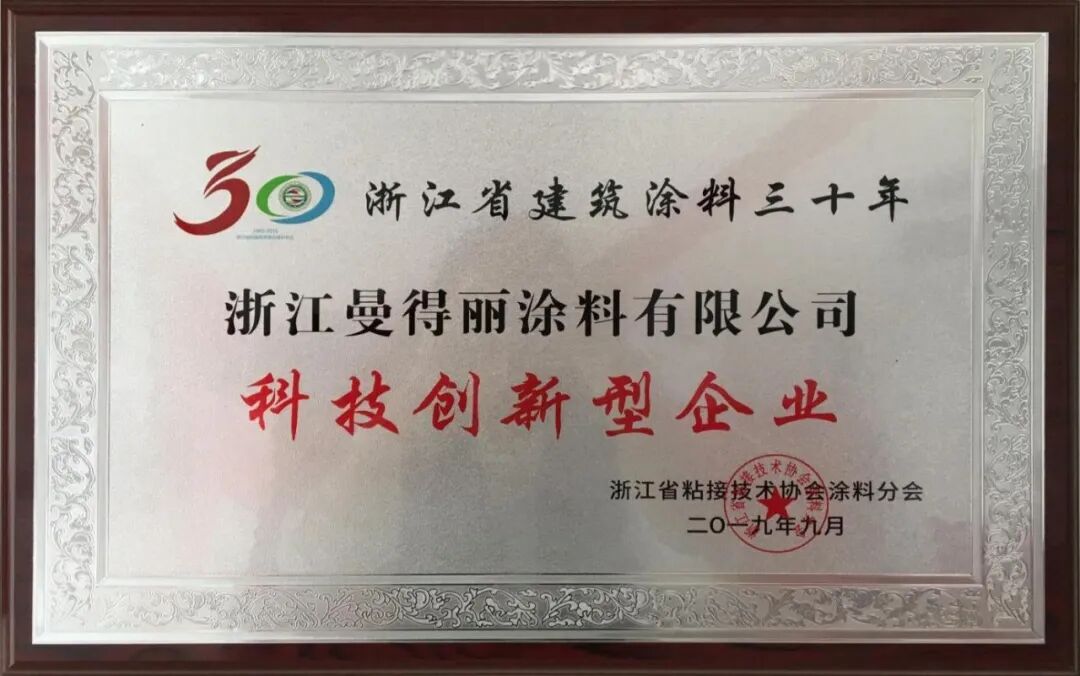 30 浙江省建筑涂料三十年
浙江曼得丽涂料有限公司
科技创新型企业
浙江省粘接技术协会涂料分会
二〇一九年九月